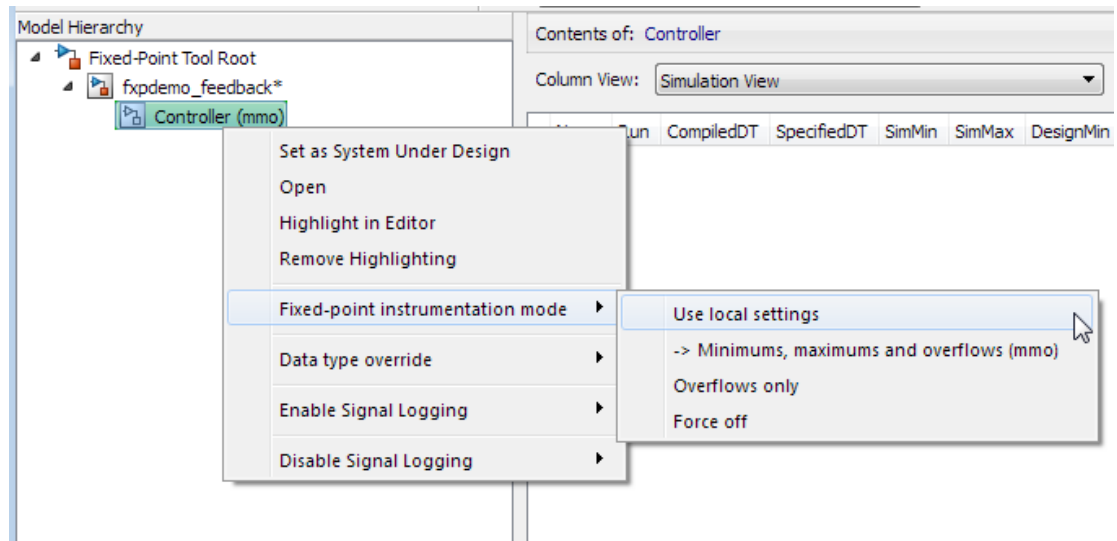 Model Hierarchy
Fixed-Point Tool Root
fxpdemo_feedback*
Controller (mmo)
Contents of: Controller
Column View: Simulation View
CompiledDT SpecifiedDT SimMin SimMax DesignMin
Set as System Under Design
Open
Highlight in Editor
Remove Highlighting
Fixed-point instrumentation mode
Data type override
Enable Signal Logging
Disable Signal Logging
Use local settings
-> Minimums, maximums and overflows (mmo)
Overflows only
Force off